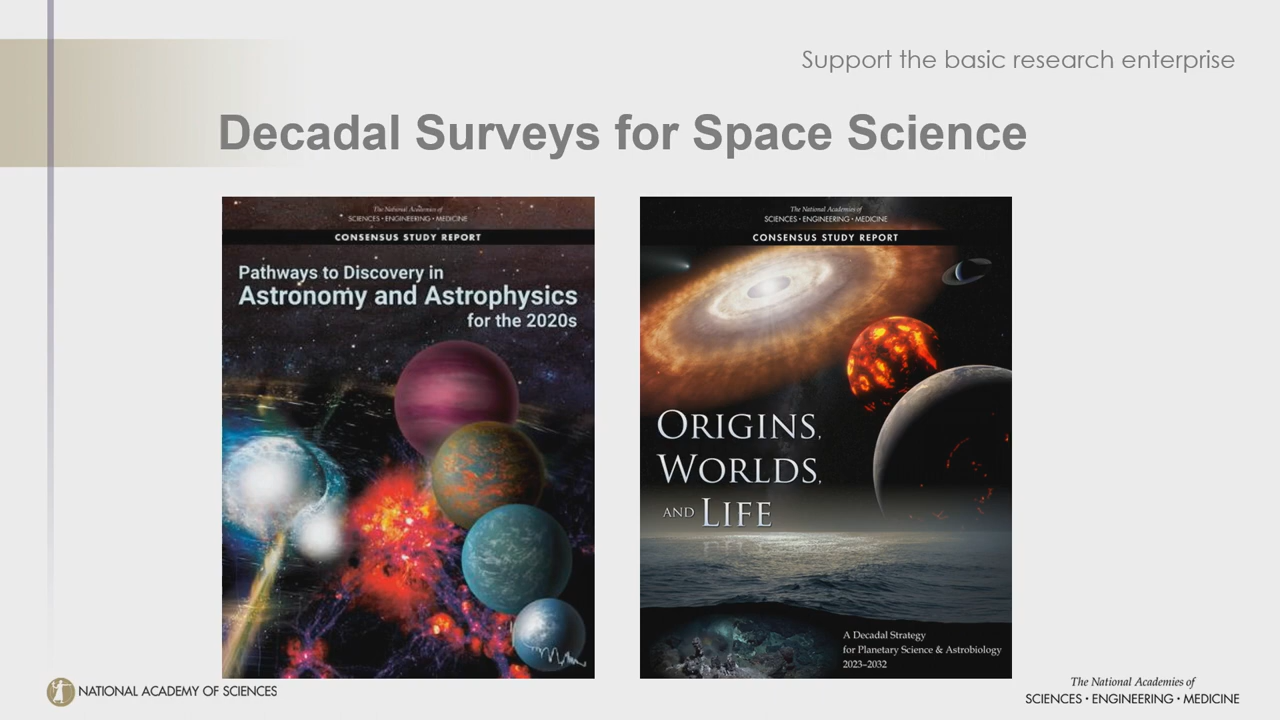 Support the basic research enterprise
Decadal Surveys for Space Science
The National Academies of
SCIENCES • ENGINEERING • MEDICINE
CONSENSUS STUDY REPORT
Pathways to Discovery in
Astronomy and Astrophysics
for the 2020s
The National Academies of
SCIENCES • ENGINEERING • MEDICINE
CONSENSUS STUDY REPORT
ORIGINS,
WORLDS,
AND LIFE
A Decadal Strategy
for Planetary Science & Astrobiology
2023–2032
NATIONAL ACADEMY OF SCIENCES
The National Academies of
SCIENCES • ENGINEERING • MEDICINE